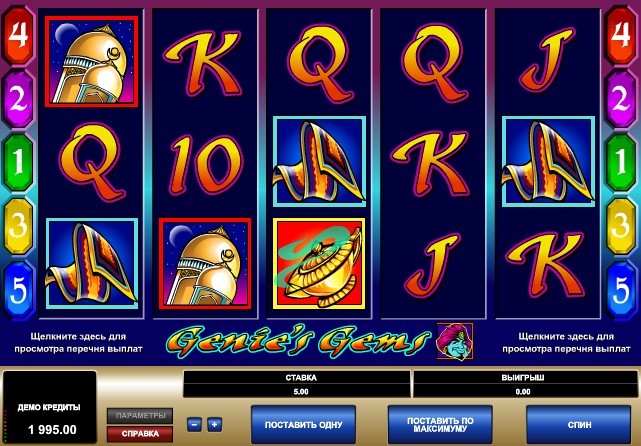 4 K Q Q J 4
2 2
1 Q 10 K 1
3 3
5 J K 5
Щелкните здесь для
просмотра перечня выплат
Genie's Gems
Щелкните здесь для
просмотра перечня выплат
СТАВКА
5.00
ВЫИГРЫШ
0.00
ДЕМО КРЕДИТЫ
1 995.00
ПАРАМЕТРЫ
СПРАВКА
- +
ПОСТАВИТЬ ОДНУ
ПОСТАВИТЬ ПО
МАКСИМУМУ
СПИН